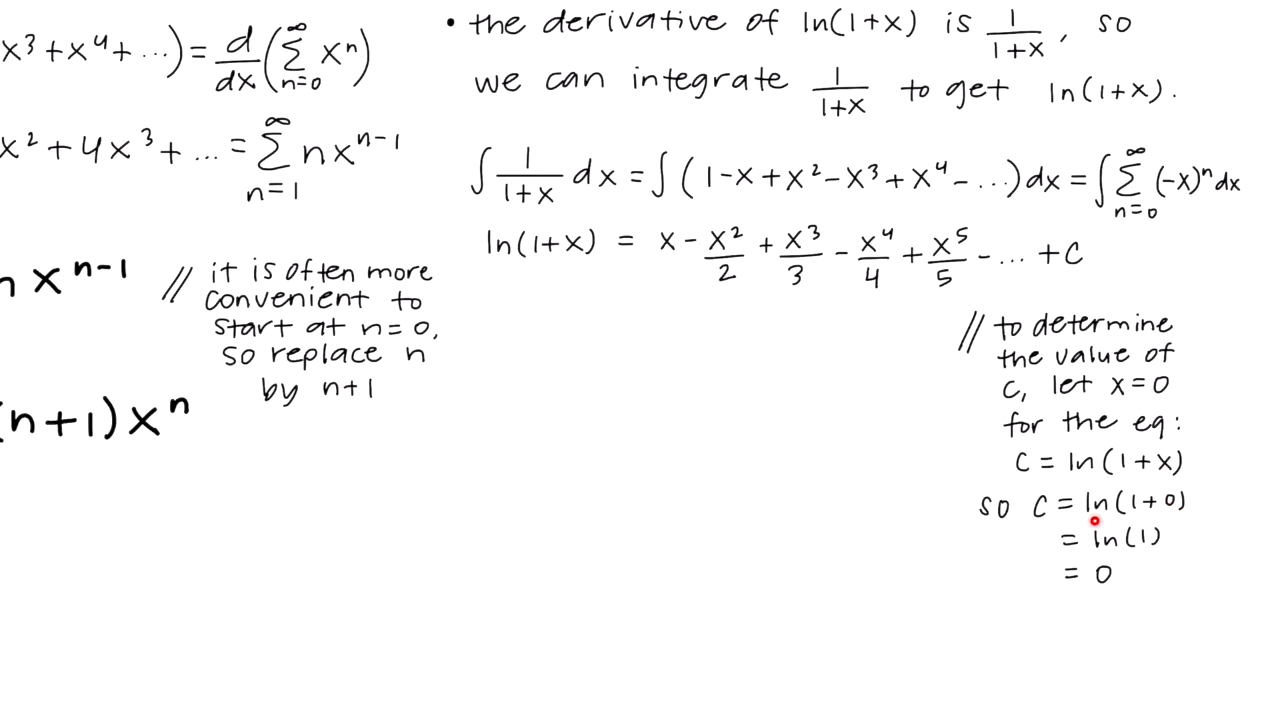 x³ + x⁴ + ...) = d/dx (∑_{n=0}^{∞} xⁿ)
x² + 4x³ + ... = ∑_{n=1}^{∞} nx^{n-1}
n x^{n-1} // it is often more
convenient to
start at n = 0,
so replace n
by n+1
(n+1)xⁿ
• the derivative of ln(1+x) is 1/(1+x), so
we can integrate 1/(1+x) to get ln(1+x).
∫ 1/(1+x) dx = ∫ (1-x+x²-x³+x⁴-...)dx = ∫ ∑_{n=0}^{∞} (-x)ⁿ dx
ln(1+x) = x - x²/2 + x³/3 - x⁴/4 + x⁵/5 - ... + C
// to determine
the value of
C, let x=0
for the eq:
C = ln(1+x)
so C = ln(1+0)
= ln(1)
= 0